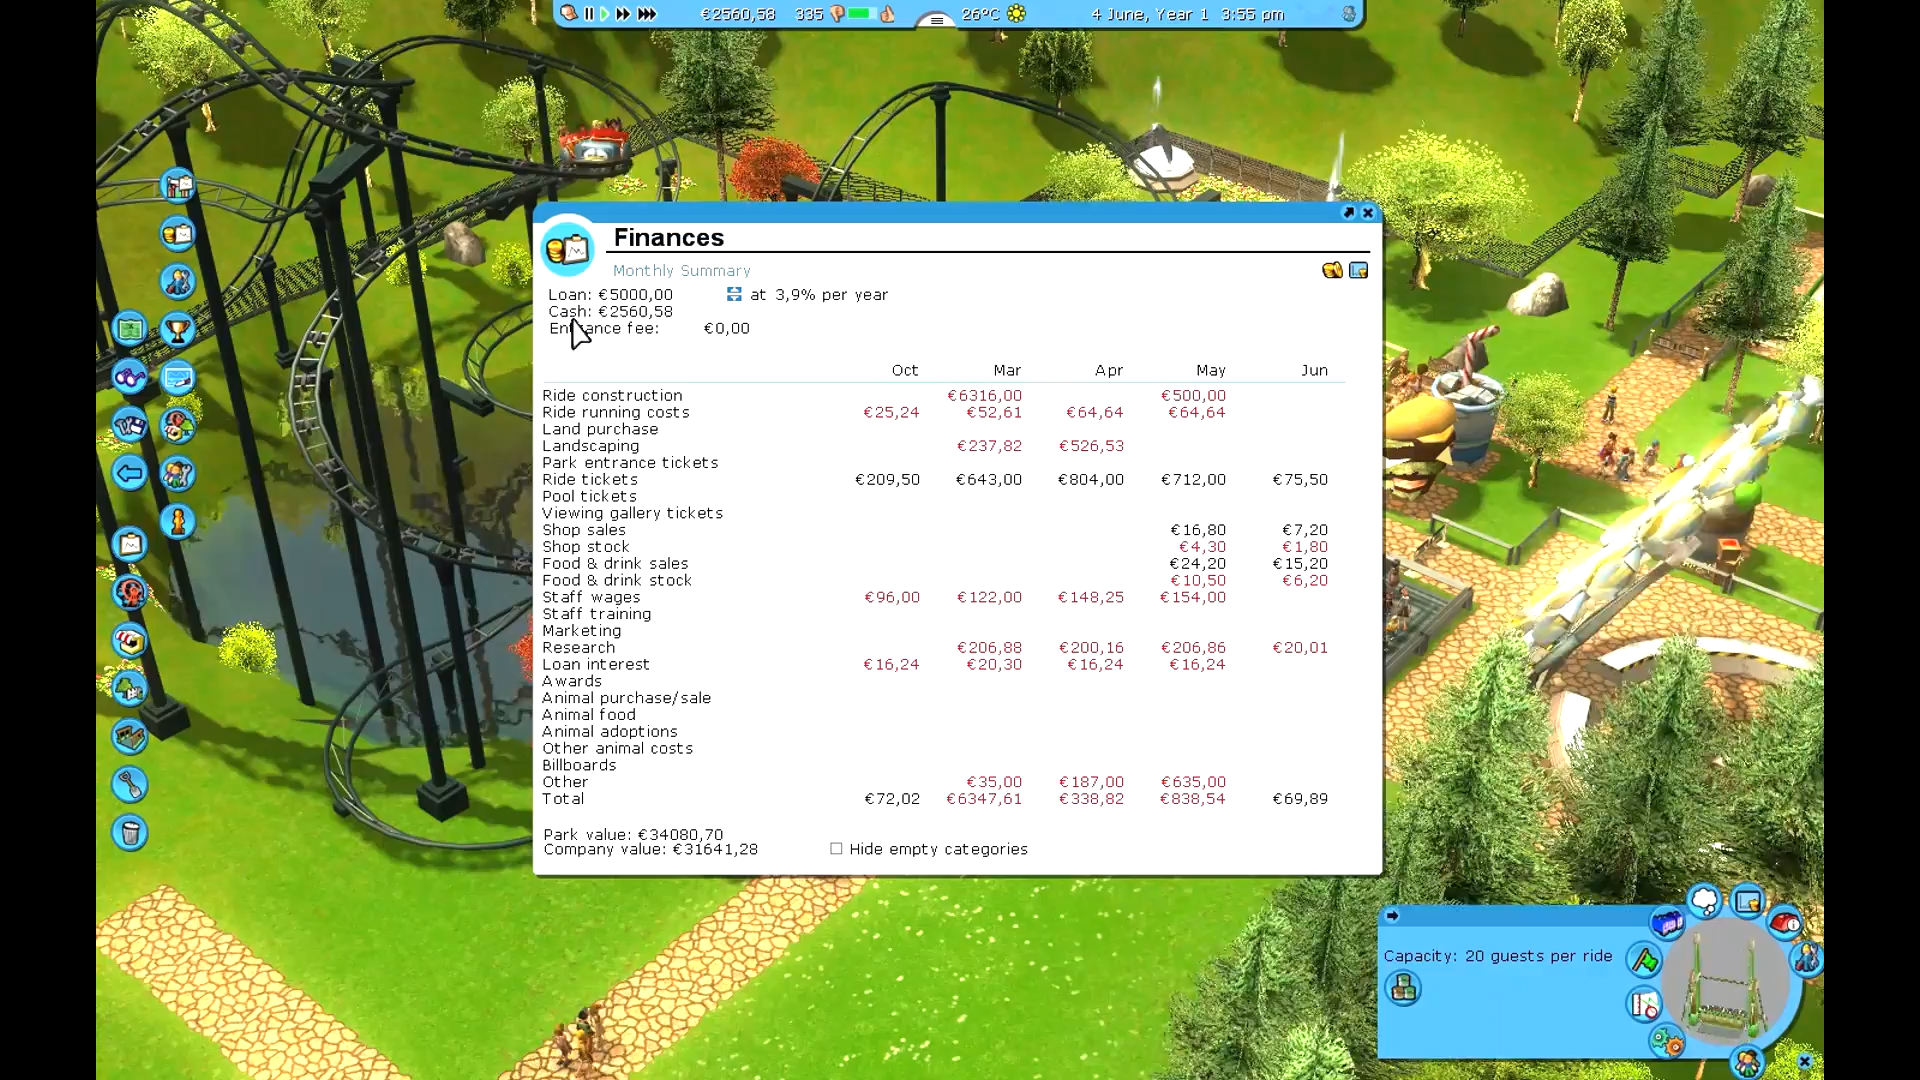 €2560,58 335 26°C 4 June, Year 1 3:55 pm
Finances
Monthly Summary
Loan: €5000,00 at 3,9% per year
Cash: €2560,58
Entrance fee: €0,00
Oct Mar Apr May Jun
Ride construction €6316,00 €500,00
Ride running costs €25,24 €52,61 €64,64 €64,64
Land purchase
Landscaping €237,82 €526,53
Park entrance tickets
Ride tickets €209,50 €643,00 €804,00 €712,00 €75,50
Pool tickets
Viewing gallery tickets
Shop sales €16,80 €7,20
Shop stock €4,30 €1,80
Food & drink sales €24,20 €15,20
Food & drink stock €10,50 €6,20
Staff wages €96,00 €122,00 €148,25 €154,00
Staff training
Marketing
Research €206,88 €200,16 €206,86 €20,01
Loan interest €16,24 €20,30 €16,24 €16,24
Awards
Animal purchase/sale
Animal food
Animal adoptions
Other animal costs
Billboards
Other €35,00 €187,00 €635,00
Total €72,02 €6347,61 €338,82 €838,54 €69,89
Park value: €34080,70
Company value: €31641,28 Hide empty categories
Capacity: 20 guests per ride